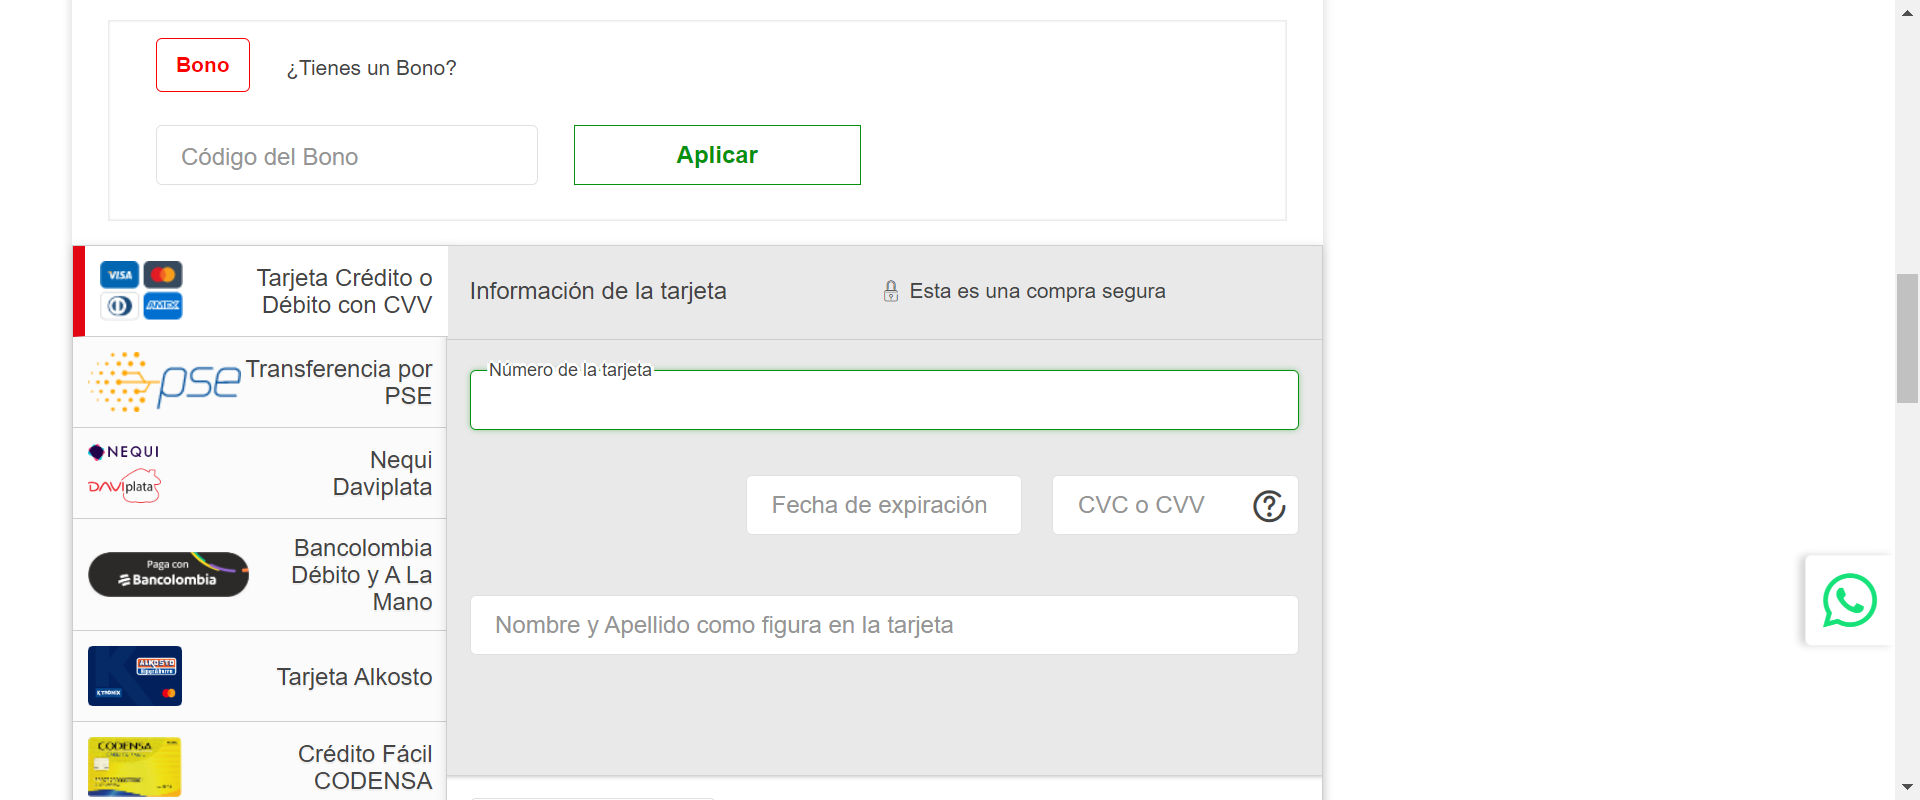 Bono
¿Tienes un Bono?
Código del Bono
Aplicar
VISA
AMEX
Tarjeta Crédito o
Débito con CVV
Información de la tarjeta
Esta es una compra segura
pse
Transferencia por
PSE
Número de la tarjeta
NEQUI
DAVIplata
Nequi
Daviplata
Fecha de expiración
CVC o CVV
Paga con
Bancolombia
Bancolombia
Débito y A La
Mano
Nombre y Apellido como figura en la tarjeta
ALKOSTO
KTRONIX
Tarjeta Alkosto
CODENSA
Crédito Fácil
CODENSA